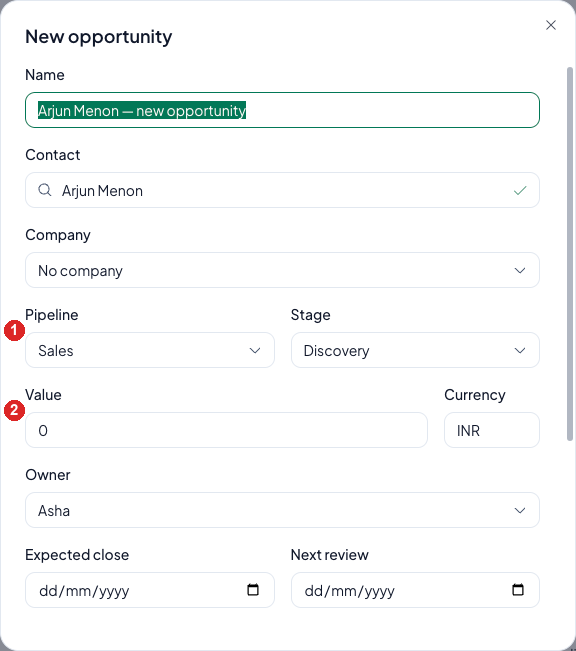 New opportunity
Name
Arjun Menon — new opportunity
Contact
Arjun Menon
Company
No company
Pipeline Stage
1
Sales Discovery
Value Currency
2
0 INR
Owner
Asha
Expected close Next review
dd/mm/yyyy dd/mm/yyyy